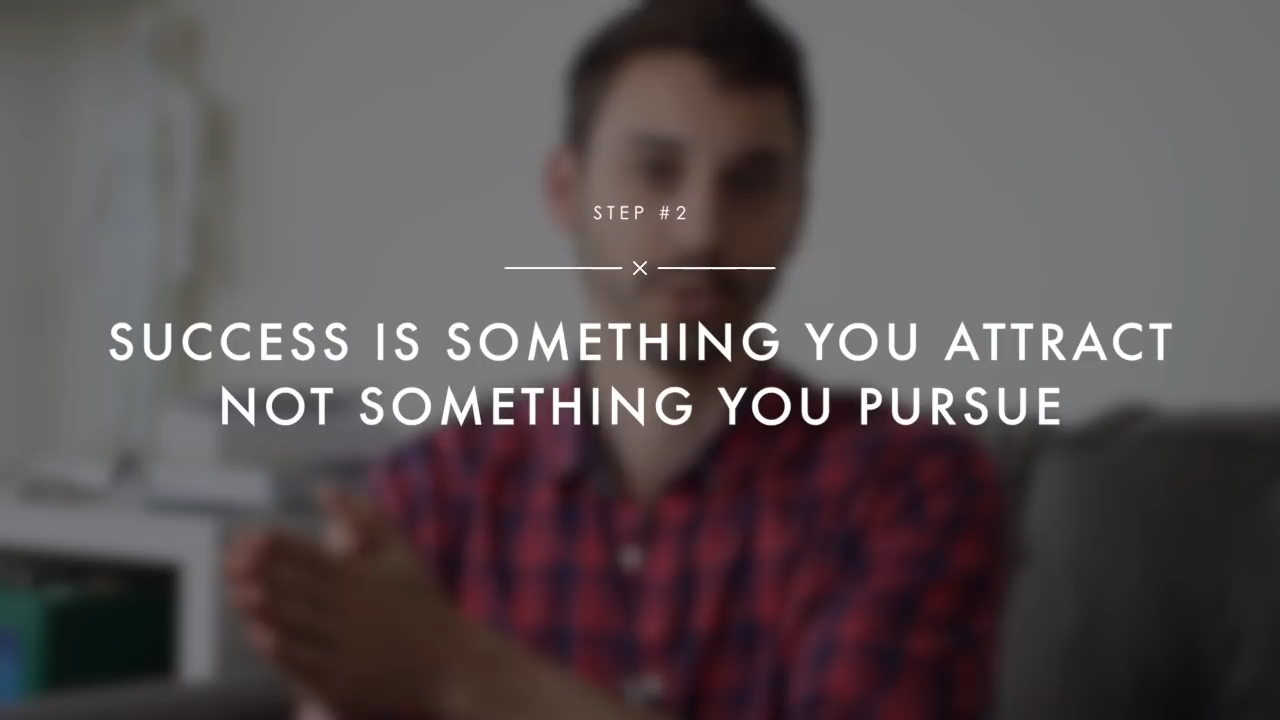 STEP #2
SUCCESS IS SOMETHING YOU ATTRACT
NOT SOMETHING YOU PURSUE